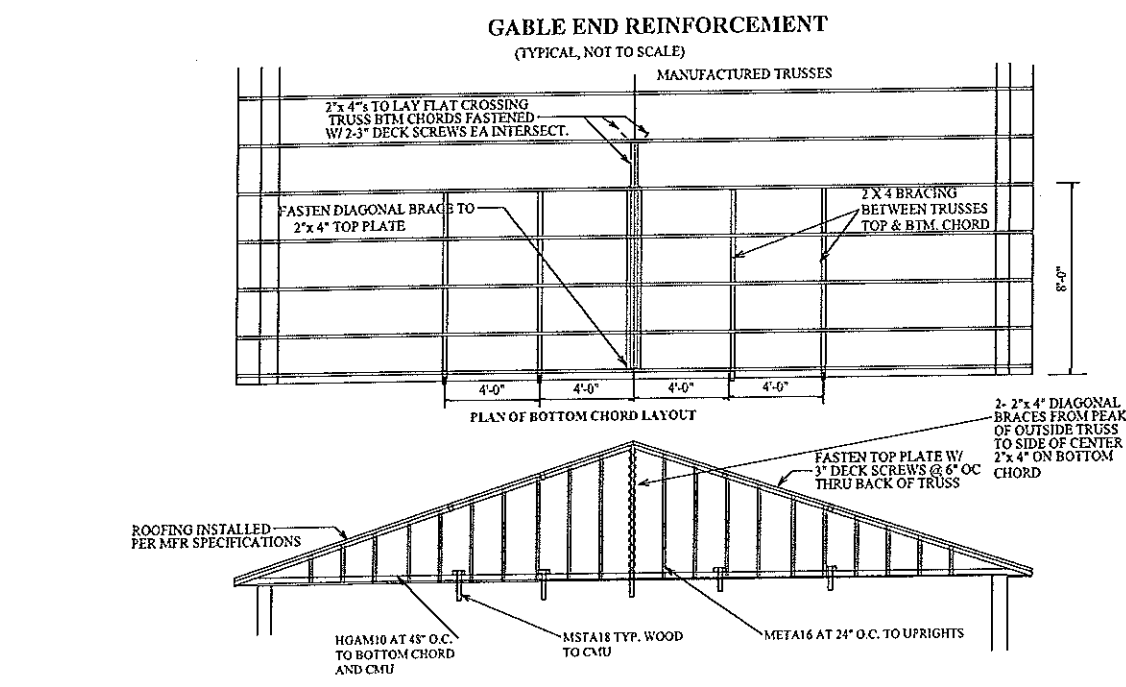 GABLE END REINFORCEMENT
(TYPICAL, NOT TO SCALE)
MANUFACTURED TRUSSES
2"x 4"'s TO LAY FLAT CROSSING
TRUSS BTM CHORDS FASTENED
W/ 2-3" DECK SCREWS EA INTERSECT.
FASTEN DIAGONAL BRACE TO
2"x 4" TOP PLATE
2 X 4 BRACING
BETWEEN TRUSSES
TOP & BTM. CHORD
8'-0"
4'-0"
4'-0"
4'-0"
4'-0"
PLAN OF BOTTOM CHORD LAYOUT
2- 2"x 4" DIAGONAL
BRACES FROM PEAK
OF OUTSIDE TRUSS
TO SIDE OF CENTER
2"x 4" ON BOTTOM
CHORD
FASTEN TOP PLATE W/
3" DECK SCREWS @ 6" OC
THRU BACK OF TRUSS
ROOFING INSTALLED
PER MFR SPECIFICATIONS
HGAM10 AT 48" O.C.
TO BOTTOM CHORD
AND CMU
MSTA18 TYP. WOOD
TO CMU
META16 AT 24" O.C. TO UPRIGHTS